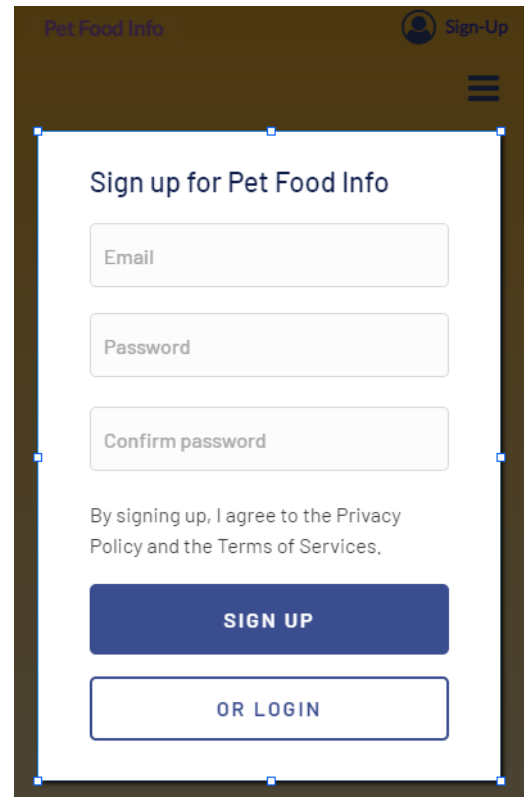 Pet Food Info
Sign-Up
Sign up for Pet Food Info
Email
Password
Confirm password
By signing up, I agree to the Privacy
Policy and the Terms of Services.
SIGN UP
OR LOGIN